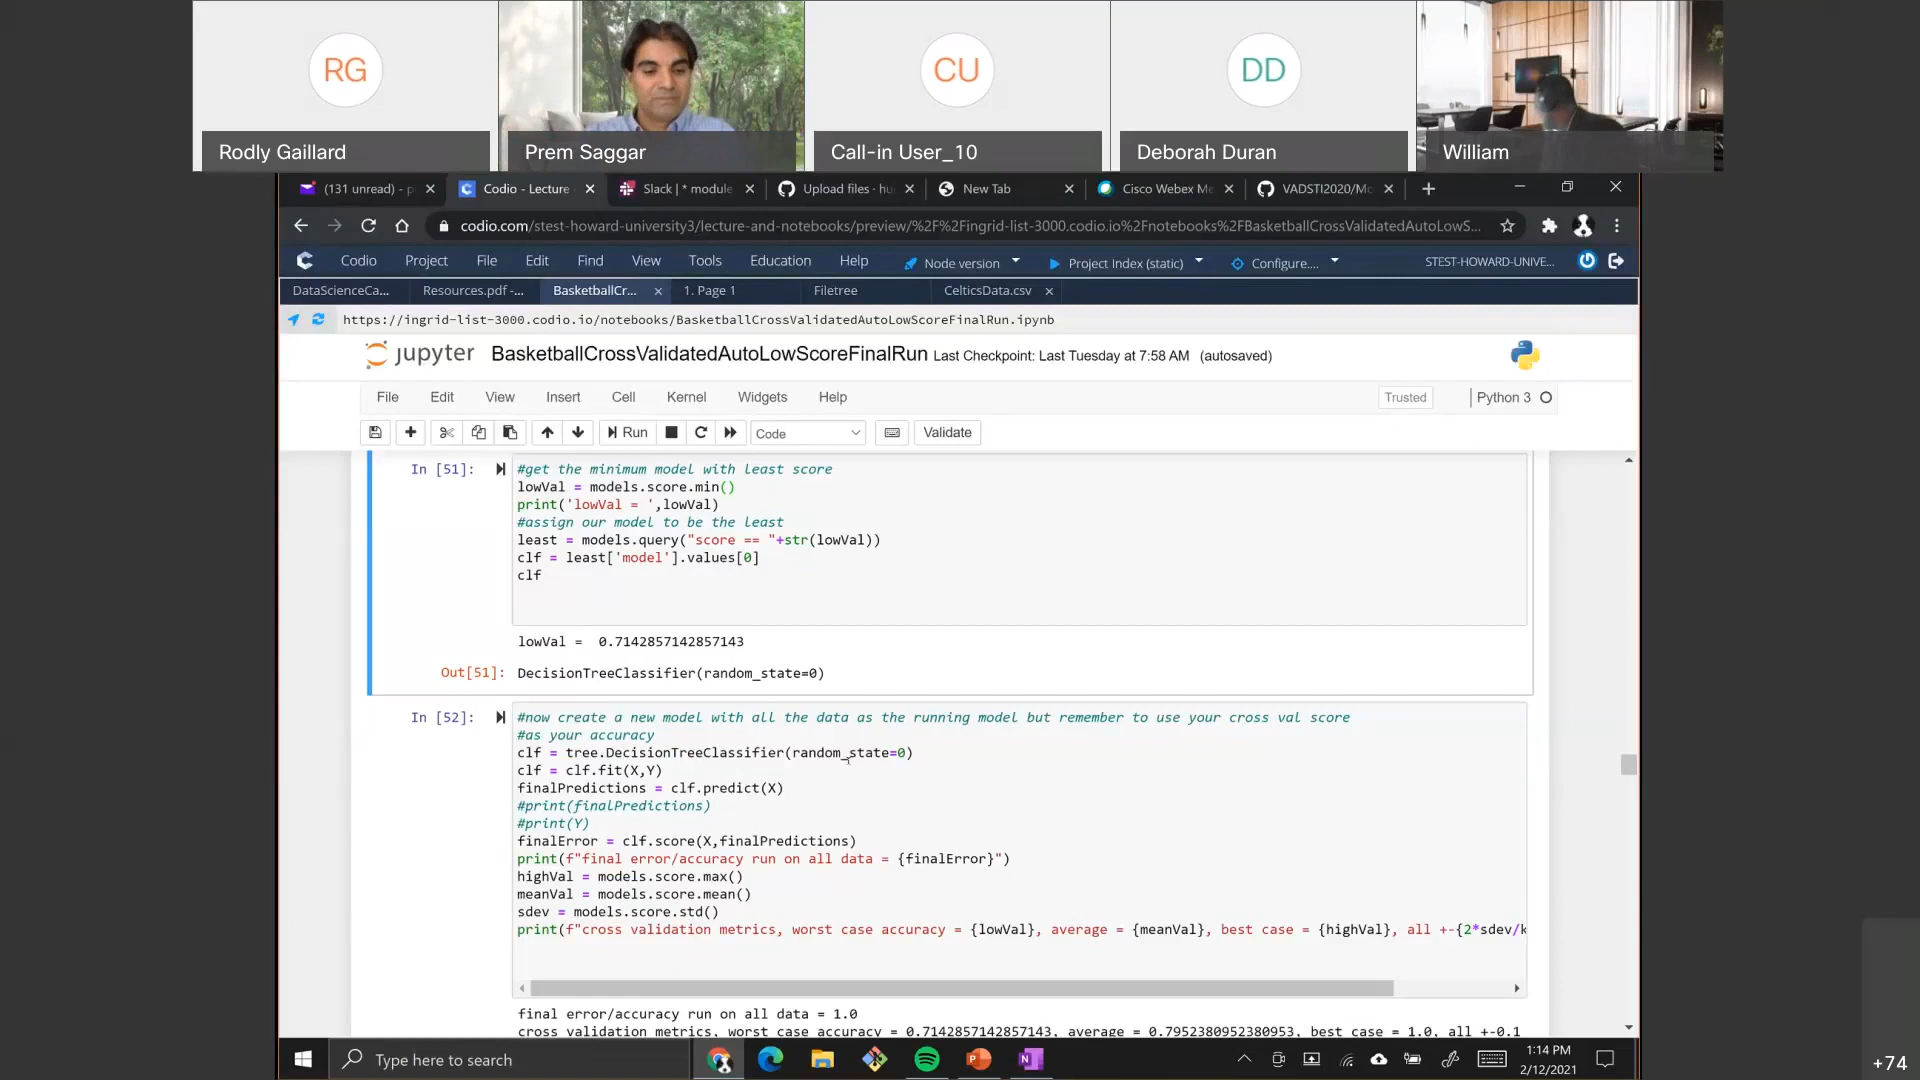 RG
CU
DD
Rodly Gaillard
Prem Saggar
Call-in User_10
Deborah Duran
William
(131 unread) - p
Codio - Lecture
Slack | * module
Upload files · hu
New Tab
Cisco Webex Me
VADSTI2020/Mo
codio.com/stest-howard-university3/lecture-and-notebooks/preview/%2F%2Fingrid-list-3000.codio.io%2Fnotebooks%2FBasketballCrossValidatedAutoLowS...
Codio Project File Edit Find View Tools Education Help Node version Project Index (static) Configure.... STEST-HOWARD-UNIVE...
DataScienceCa... Resources.pdf -... BasketballCr... 1. Page 1 Filetree CelticsData.csv
https://ingrid-list-3000.codio.io/notebooks/BasketballCrossValidatedAutoLowScoreFinalRun.ipynb
jupyter BasketballCrossValidatedAutoLowScoreFinalRun Last Checkpoint: Last Tuesday at 7:58 AM (autosaved)
File Edit View Insert Cell Kernel Widgets Help Trusted Python 3
Run Code Validate
In [51]: #get the minimum model with least score
lowVal = models.score.min()
print('lowVal = ',lowVal)
#assign our model to be the least
least = models.query("score == "+str(lowVal))
clf = least['model'].values[0]
clf
lowVal =  0.7142857142857143
Out[51]: DecisionTreeClassifier(random_state=0)
In [52]: #now create a new model with all the data as the running model but remember to use your cross val score
#as your accuracy
clf = tree.DecisionTreeClassifier(random_state=0)
clf = clf.fit(X,Y)
finalPredictions = clf.predict(X)
#print(finalPredictions)
#print(Y)
finalError = clf.score(X,finalPredictions)
print(f"final error/accuracy run on all data = {finalError}")
highVal = models.score.max()
meanVal = models.score.mean()
sdev = models.score.std()
print(f"cross validation metrics, worst case accuracy = {lowVal}, average = {meanVal}, best case = {highVal}, all +-{2*sdev/k
final error/accuracy run on all data = 1.0
cross validation metrics, worst case accuracy = 0.7142857142857143, average = 0.7952380952380953, best case = 1.0, all +-0.1
Type here to search
1:14 PM
2/12/2021
+74